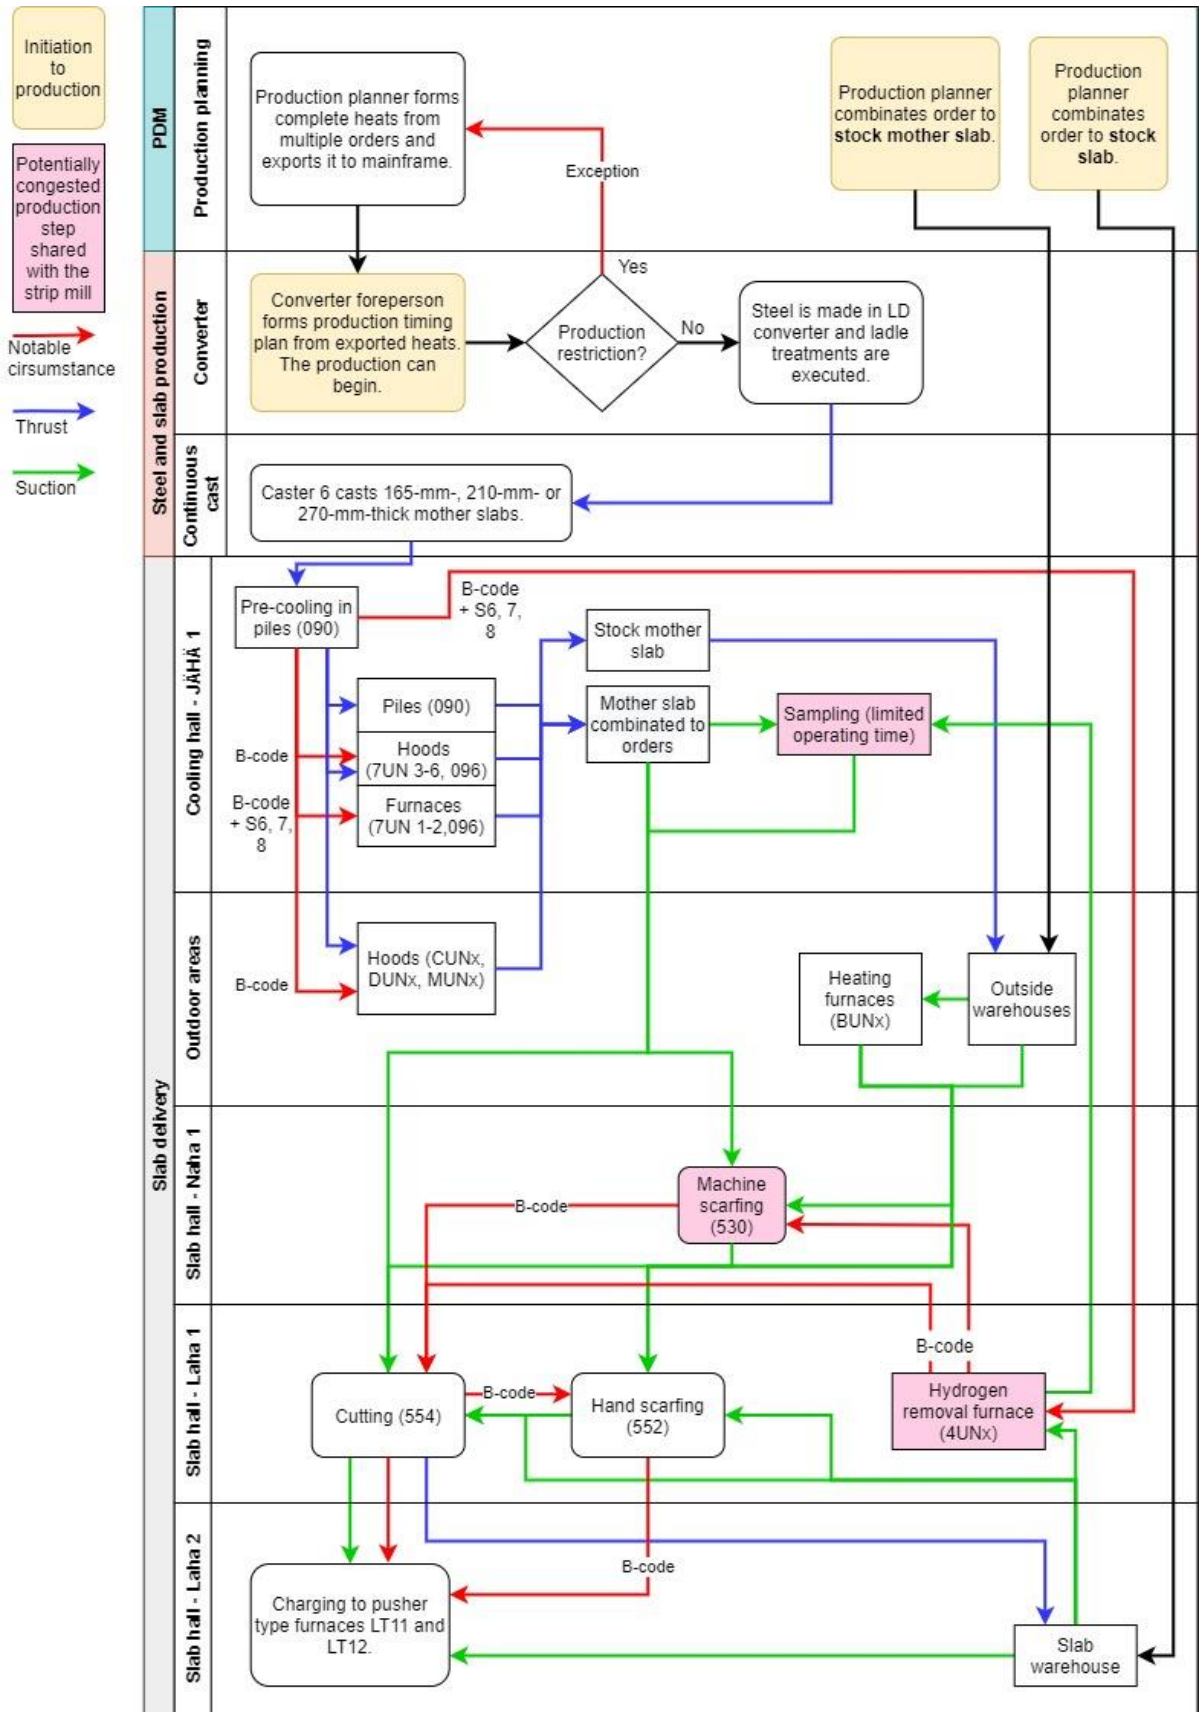 Initiation
to
production
Potentially
congested
production
step
shared
with the
strip mill
Notable
circumstance
Thrust
Suction
PDM
Production planning
Production planner forms
complete heats from
multiple orders and
exports it to mainframe.
Exception
Production planner
combinates order to
stock mother slab.
Production
planner
combinates
order to stock
slab.
Steel and slab production
Converter
Converter foreperson
forms production timing
plan from exported heats.
The production can
begin.
Yes
Production
restriction?
No
Steel is made in LD
converter and ladle
treatments are
executed.
Continuous
cast
Caster 6 casts 165-mm-, 210-mm- or
270-mm-thick mother slabs.
Slab delivery
Cooling hall - JÄHÄ 1
Pre-cooling in
piles (090)
B-code
+ S6, 7,
8
Stock mother
slab
Piles (090)
Mother slab
combinated to
orders
Sampling (limited
operating time)
B-code
Hoods
(7UN 3-6, 096)
B-code
+ S6, 7,
8
Furnaces
(7UN 1-2,096)
Outdoor areas
Hoods (CUNx,
DUNx, MUNx)
B-code
Heating
furnaces
(BUNx)
Outside
warehouses
Slab hall - Naha 1
Machine
scarfing
(530)
B-code
Slab hall - Laha 1
B-code
Cutting (554)
B-code
Hand scarfing
(552)
Hydrogen
removal furnace
(4UNx)
Slab hall - Laha 2
B-code
Charging to pusher
type furnaces LT11 and
LT12.
Slab
warehouse